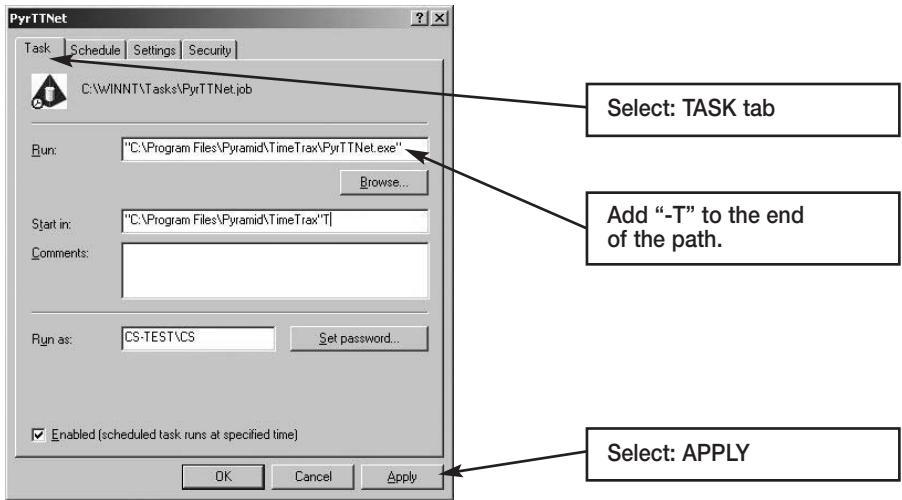 PyrTTNet
Task Schedule Settings Security
C:\WINNT\Tasks\PyrTTNet.job
Run: "C:\Program Files\Pyramid\TimeTrax\PyrTTNet.exe"
Browse...
Start in: "C:\Program Files\Pyramid\TimeTrax"T
Comments:
Run as: CS-TEST\CS Set password...
Enabled (scheduled task runs at specified time)
OK Cancel Apply
Select: TASK tab
Add “-T” to the end
of the path.
Select: APPLY